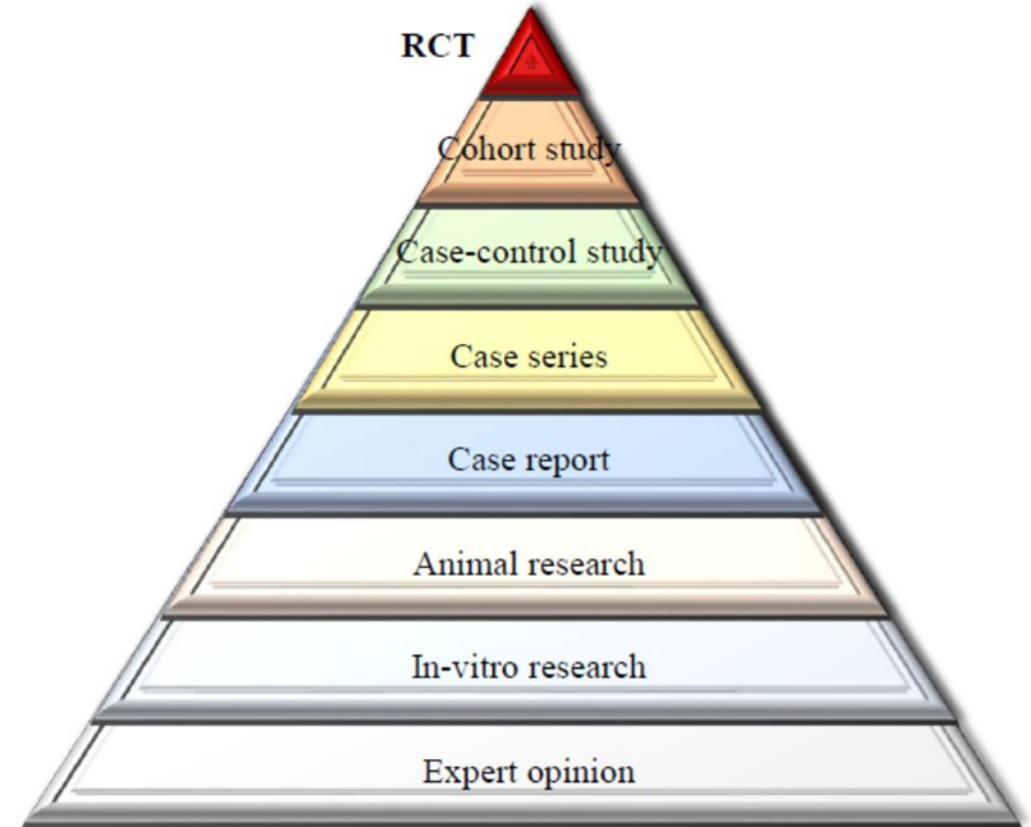 RCT
Cohort study
Case-control study
Case series
Case report
Animal research
In-vitro research
Expert opinion